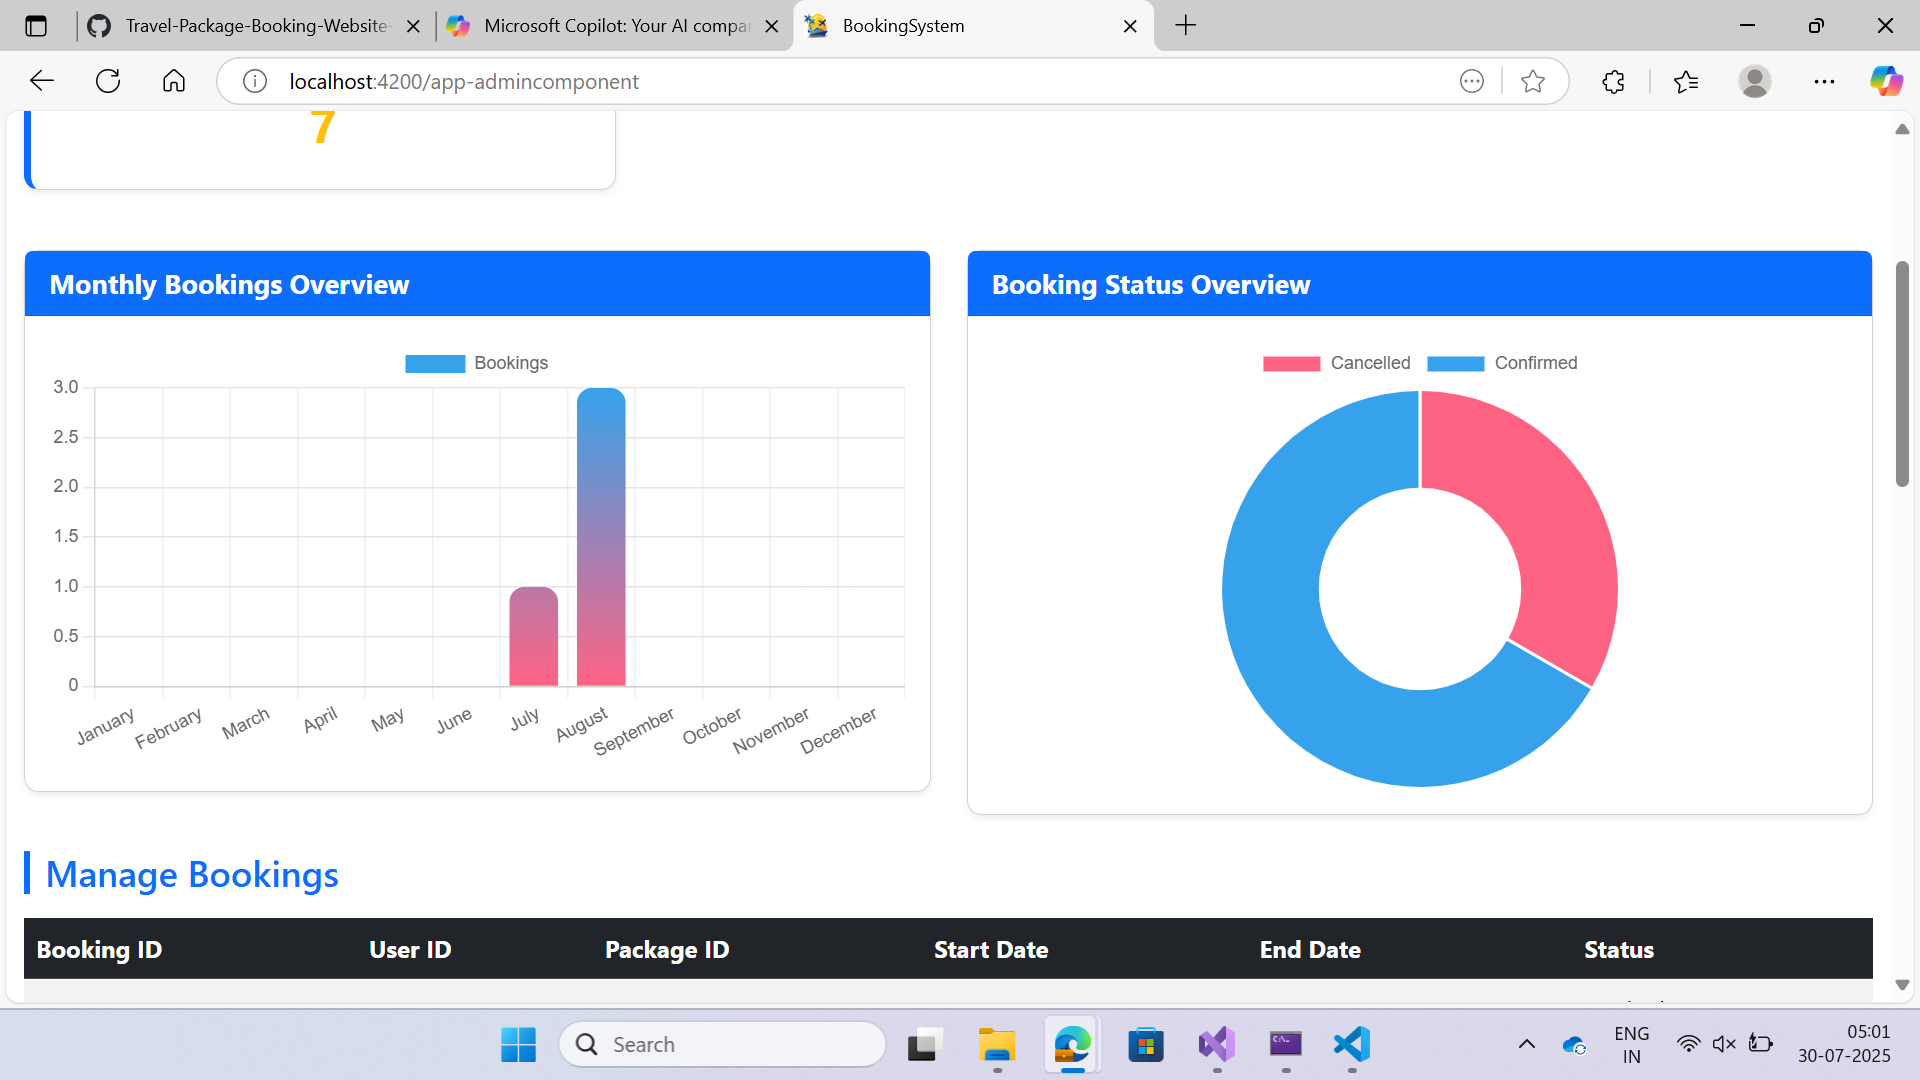 Travel-Package-Booking-Website-
Microsoft Copilot: Your AI compa
BookingSystem
localhost:4200/app-admincomponent
7
Monthly Bookings Overview
Bookings
3.0
2.5
2.0
1.5
1.0
0.5
0
January
February
March
April
May
June
July
August
September
October
November
December
Booking Status Overview
Cancelled
Confirmed
Manage Bookings
Booking ID User ID Package ID Start Date End Date Status
Search
ENG
IN
05:01
30-07-2025